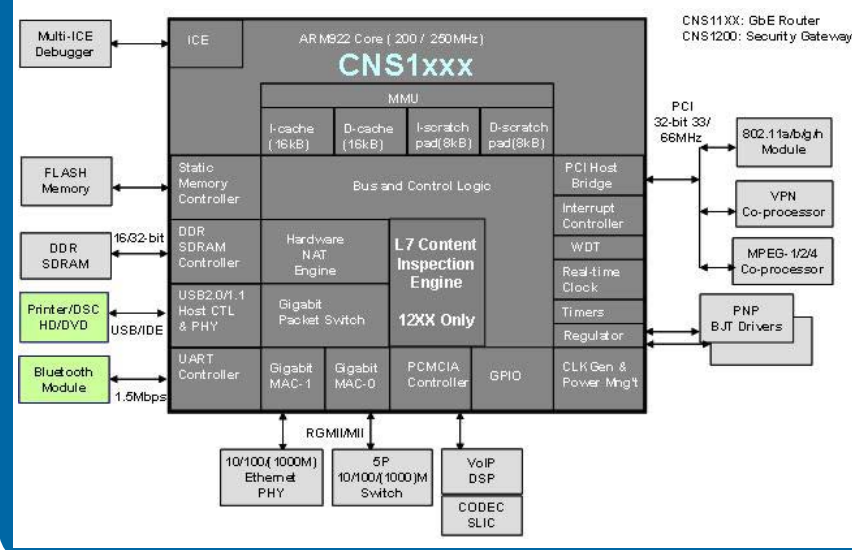 CNS11XX: GbE Router
CNS1200: Security Gateway
Multi-ICE
Debugger
ICE
ARM922 Core ( 200 / 250MHz)
CNS1xxx
MMU
I-cache
(16kB)
D-cache
(16kB)
I-scratch
pad(8kB)
D-scratch
pad(8kB)
PCI
32-bit 33/
66MHz
802.11a/b/g/h
Module
FLASH
Memory
Static
Memory
Controller
Bus and Control Logic
PCI Host
Bridge
VPN
Co-processor
Interrupt
Controller
DDR
SDRAM
16/32-bit
DDR
SDRAM
Controller
Hardware
NAT
Engine
L7 Content
Inspection
Engine
12XX Only
WDT
Real-time
Clock
MPEG-1/2/4
Co-processor
Printer/DSC
HD/DVD
USB/IDE
USB2.0/1.1
Host CTL
& PHY
Gigabit
Packet Switch
Timers
Regulator
PNP
BJT Drivers
Bluetooth
Module
1.5Mbps
UART
Controller
Gigabit
MAC-1
Gigabit
MAC-0
PCMCIA
Controller
GPIO
CLKGen &
Power Mng't
RGMII/MII
10/100/(1000M)
Ethernet
PHY
5P
10/100/(1000)M
Switch
VoIP
DSP
CODEC
SLIC